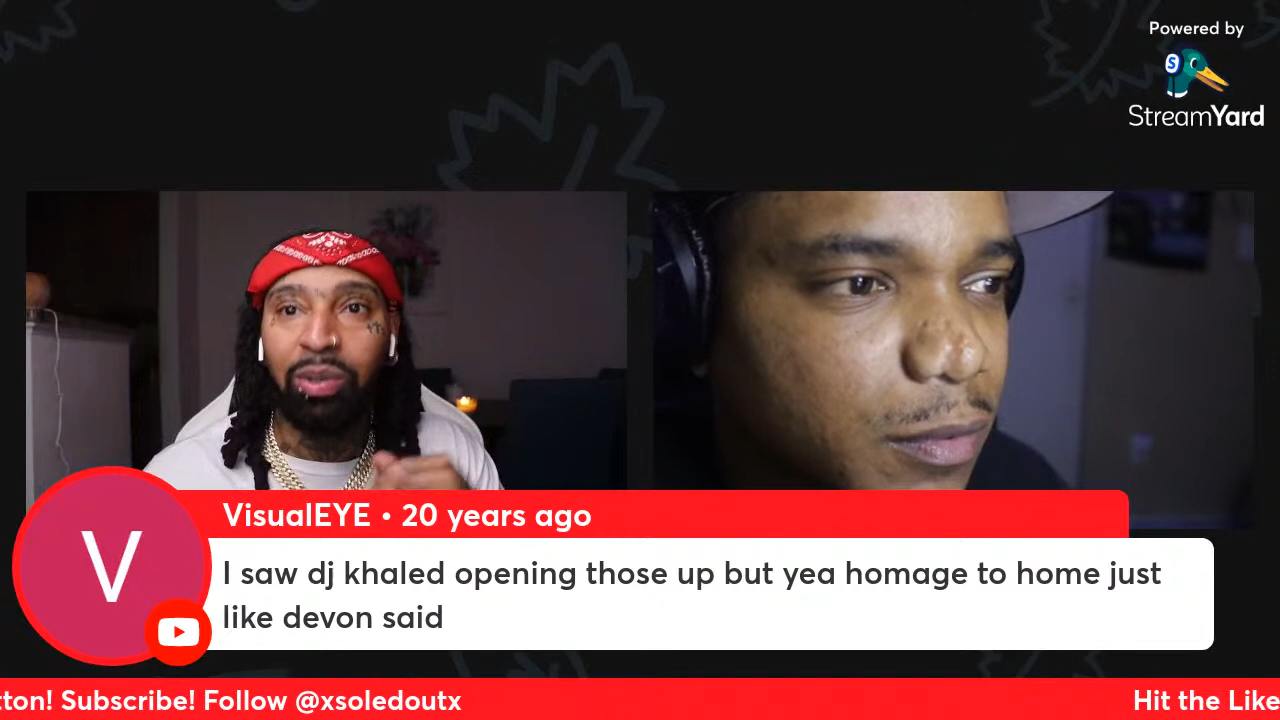 Powered by
S
StreamYard
V
VisualEYE • 20 years ago
I saw dj khaled opening those up but yea homage to home just
like devon said
tton! Subscribe! Follow @xsoledoutx
Hit the Like